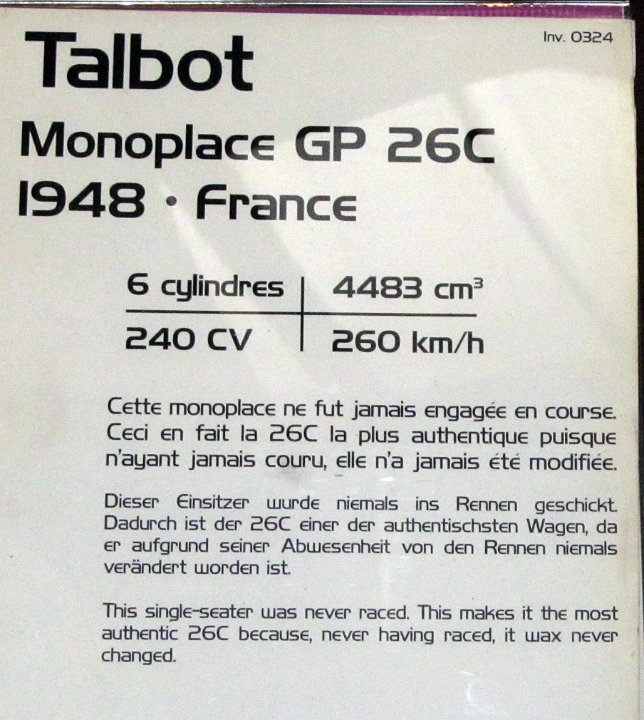 Inv. 0324
Talbot
Monoplace GP 26C
1948 • France
6 cylindres 4483 cm³
240 CV 260 km/h
Cette monoplace ne fut jamais engagée en course.
Ceci en fait la 26C la plus authentique puisque
n'ayant jamais couru, elle n'a jamais été modifiée.
Dieser Einsitzer wurde niemals ins Rennen geschickt.
Dadurch ist der 26C einer der authentischsten Wagen, da
er aufgrund seiner Abwesenheit von den Rennen niemals
verändert worden ist.
This single-seater was never raced. This makes it the most
authentic 26C because, never having raced, it wax never
changed.